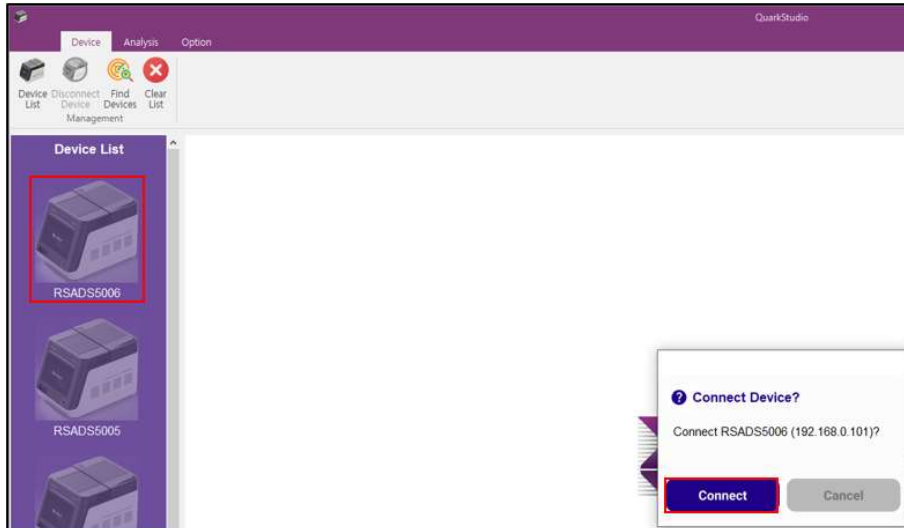 QuarkStudio
Device Analysis Option
Device List
Disconnect Device
Find Devices
Clear List
Management
Device List
RSADS5006
RSADS5005
Connect Device?
Connect RSADS5006 (192.168.0.101)?
Connect Cancel